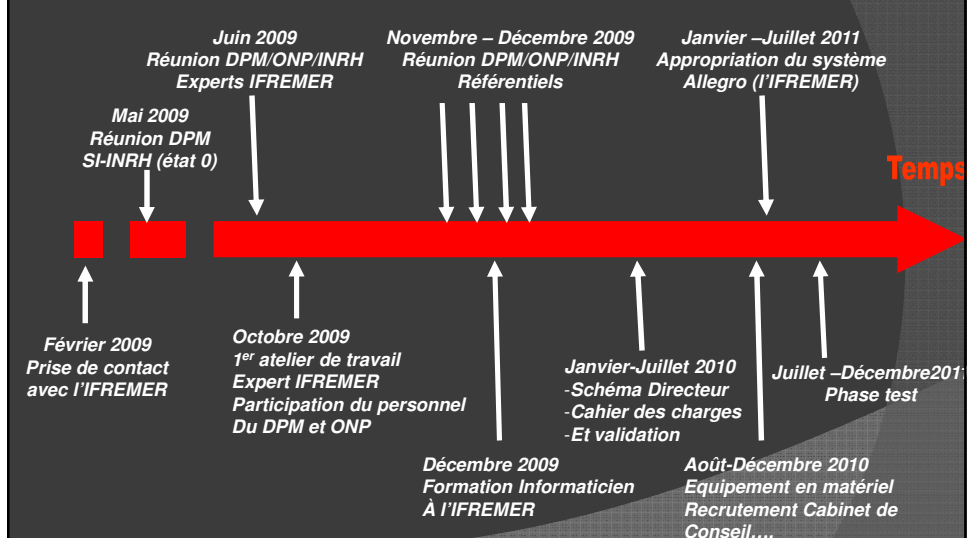 Juin 2009
Réunion DPM/ONP/INRH
Experts IFREMER
Novembre – Décembre 2009
Réunion DPM/ONP/INRH
Référentiels
Janvier –Juillet 2011
Appropriation du système
Allegro (l'IFREMER)
Mai 2009
Réunion DPM
SI-INRH (état 0)
Temps
Février 2009
Prise de contact
avec l'IFREMER
Octobre 2009
1er atelier de travail
Expert IFREMER
Participation du personnel
Du DPM et ONP
Janvier-Juillet 2010
-Schéma Directeur
-Cahier des charges
-Et validation
Juillet –Décembre2011
Phase test
Décembre 2009
Formation Informaticien
À l'IFREMER
Août-Décembre 2010
Equipement en matériel
Recrutement Cabinet de
Conseil….